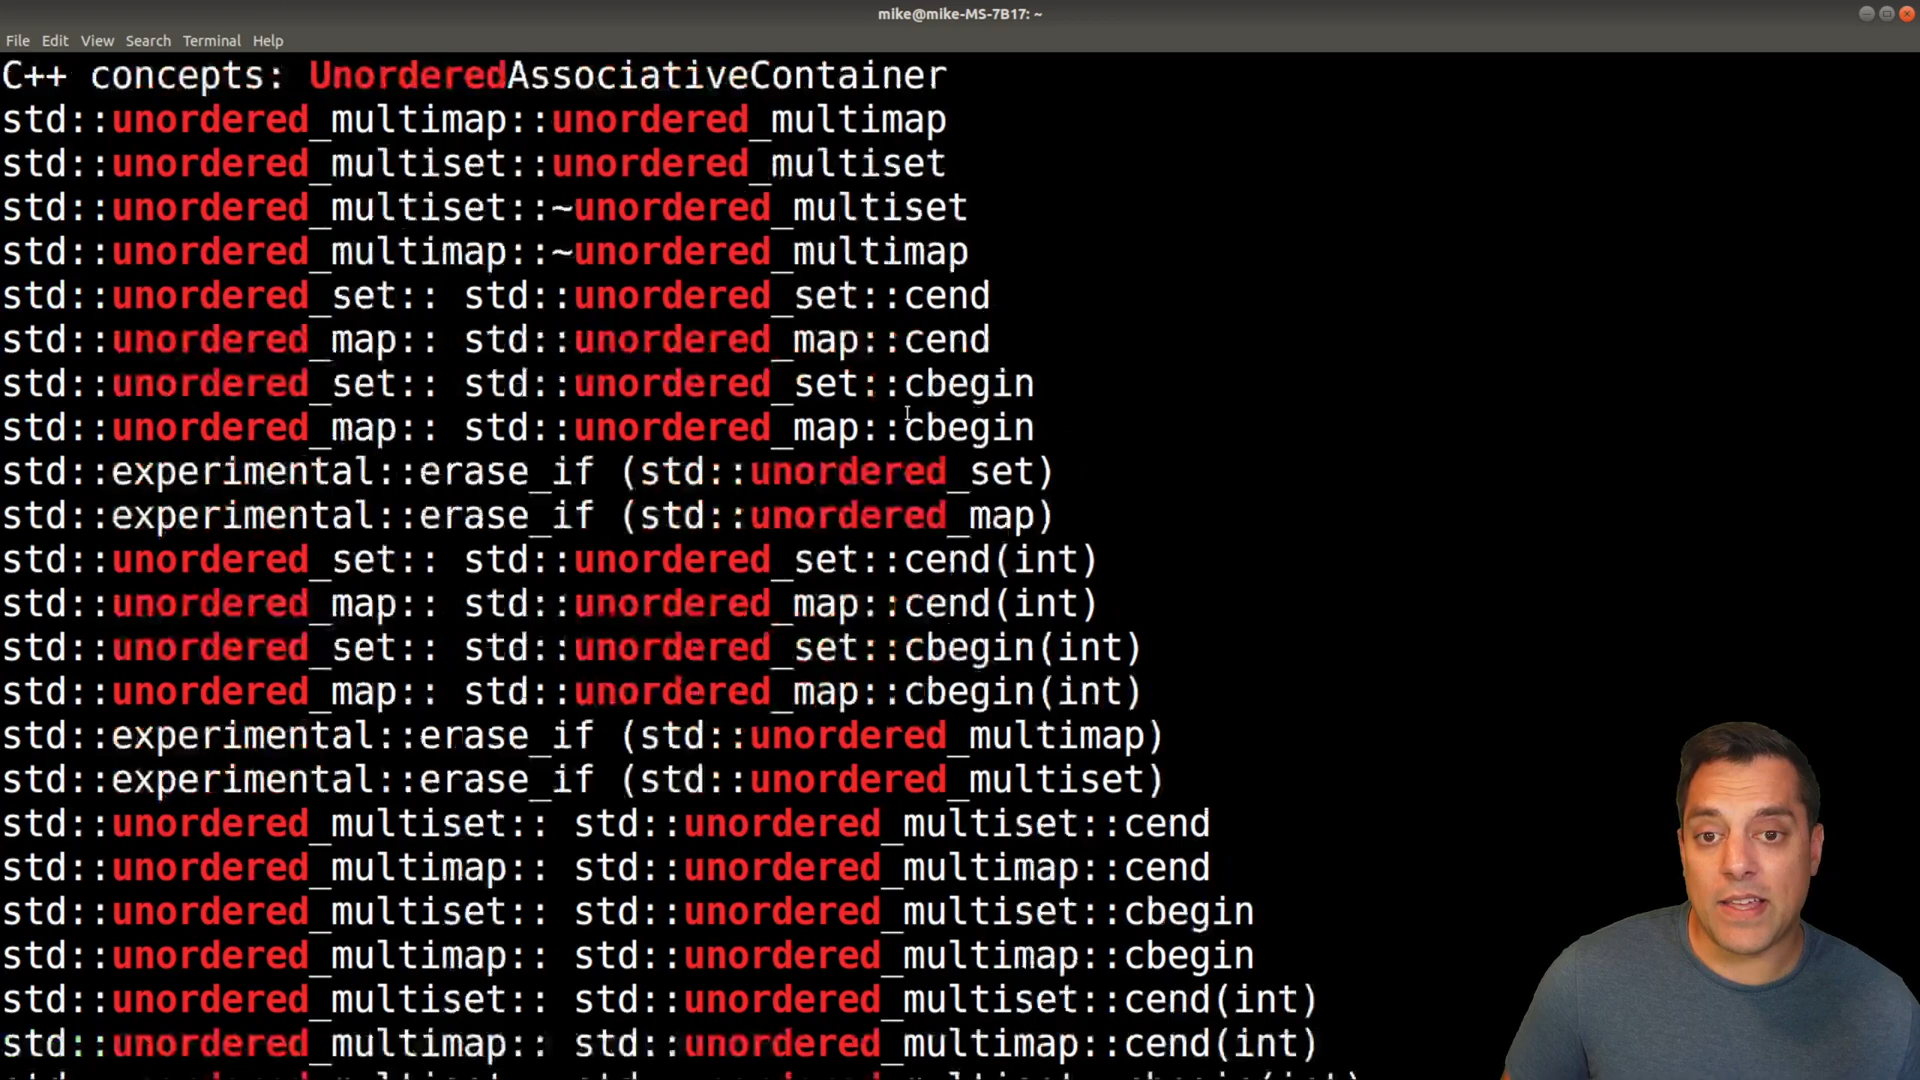 mike@mike-MS-7B17: ~
File Edit View Search Terminal Help
C++ concepts: UnorderedAssociativeContainer
std::unordered_multimap::unordered_multimap
std::unordered_multiset::unordered_multiset
std::unordered_multiset::~unordered_multiset
std::unordered_multimap::~unordered_multimap
std::unordered_set:: std::unordered_set::cend
std::unordered_map:: std::unordered_map::cend
std::unordered_set:: std::unordered_set::cbegin
std::unordered_map:: std::unordered_map::cbegin
std::experimental::erase_if (std::unordered_set)
std::experimental::erase_if (std::unordered_map)
std::unordered_set:: std::unordered_set::cend(int)
std::unordered_map:: std::unordered_map::cend(int)
std::unordered_set:: std::unordered_set::cbegin(int)
std::unordered_map:: std::unordered_map::cbegin(int)
std::experimental::erase_if (std::unordered_multimap)
std::experimental::erase_if (std::unordered_multiset)
std::unordered_multiset:: std::unordered_multiset::cend
std::unordered_multimap:: std::unordered_multimap::cend
std::unordered_multiset:: std::unordered_multiset::cbegin
std::unordered_multimap:: std::unordered_multimap::cbegin
std::unordered_multiset:: std::unordered_multiset::cend(int)
std::unordered_multimap:: std::unordered_multimap::cend(int)